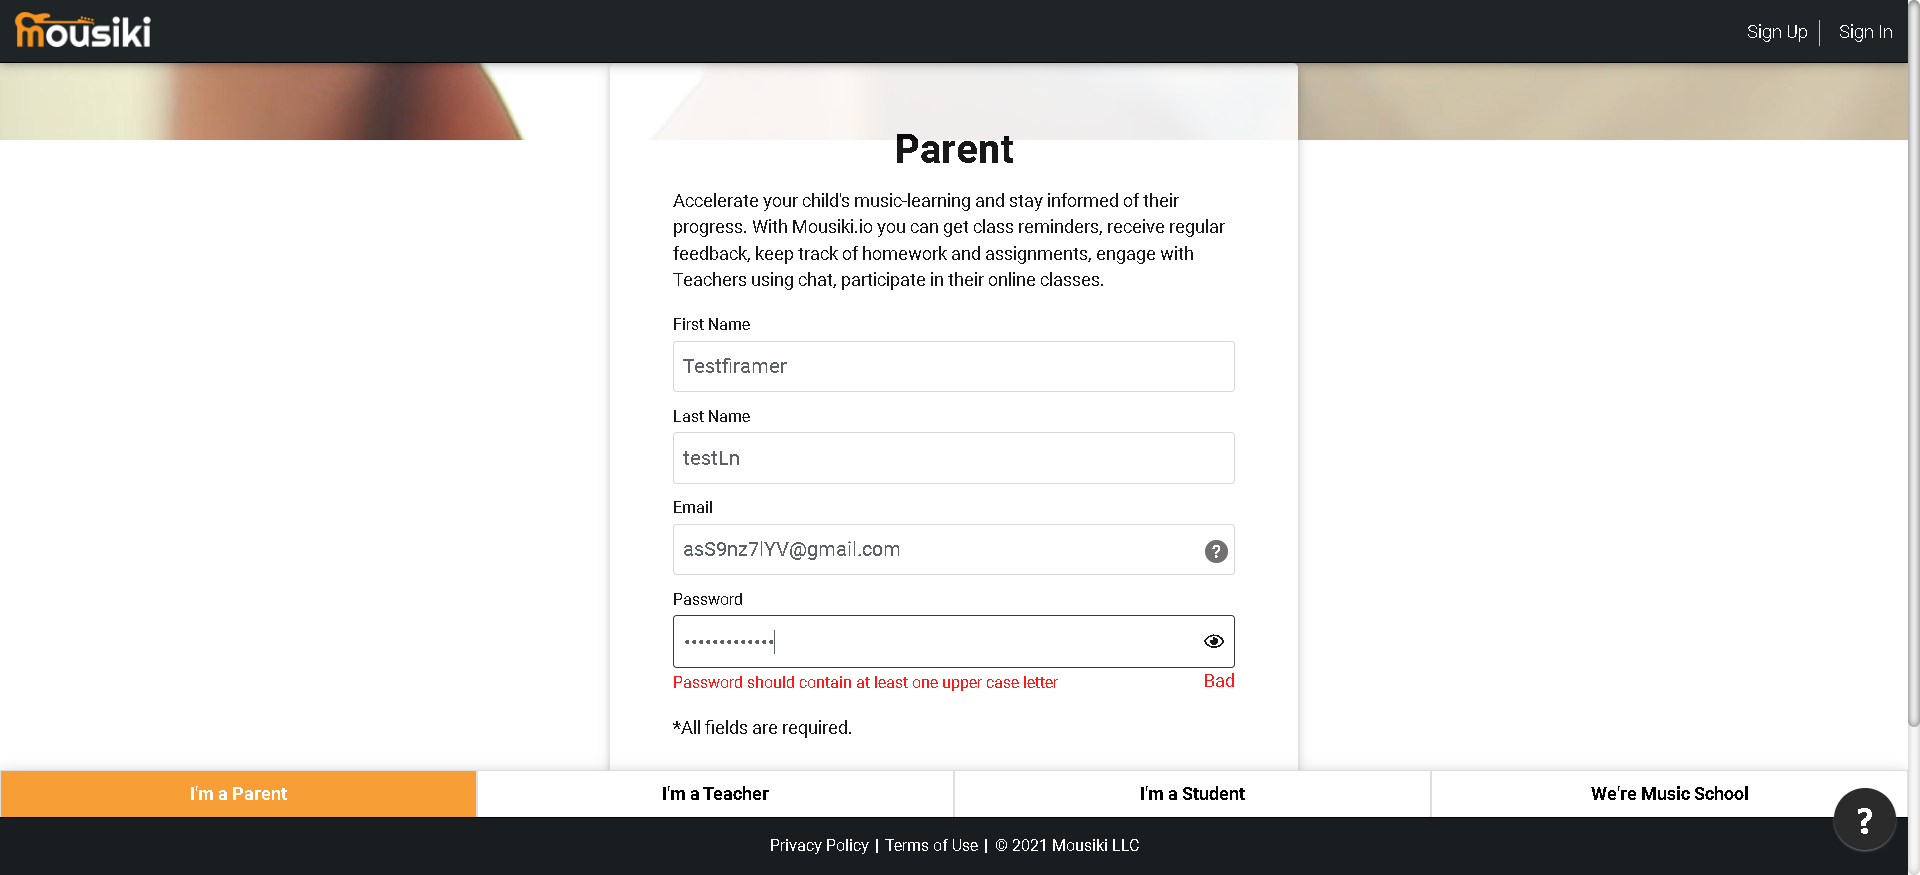 mousiki
Sign Up
Sign In
Parent
Accelerate your child's music-learning and stay informed of their
progress. With Mousiki.io you can get class reminders, receive regular
feedback, keep track of homework and assignments, engage with
Teachers using chat, participate in their online classes.
First Name
Testfiramer
Last Name
testLn
Email
asS9nz7lYV@gmail.com
?
Password
•••••••••••••
Password should contain at least one upper case letter
Bad
*All fields are required.
I'm a Parent
I'm a Teacher
I'm a Student
We're Music School
?
Privacy Policy | Terms of Use | © 2021 Mousiki LLC